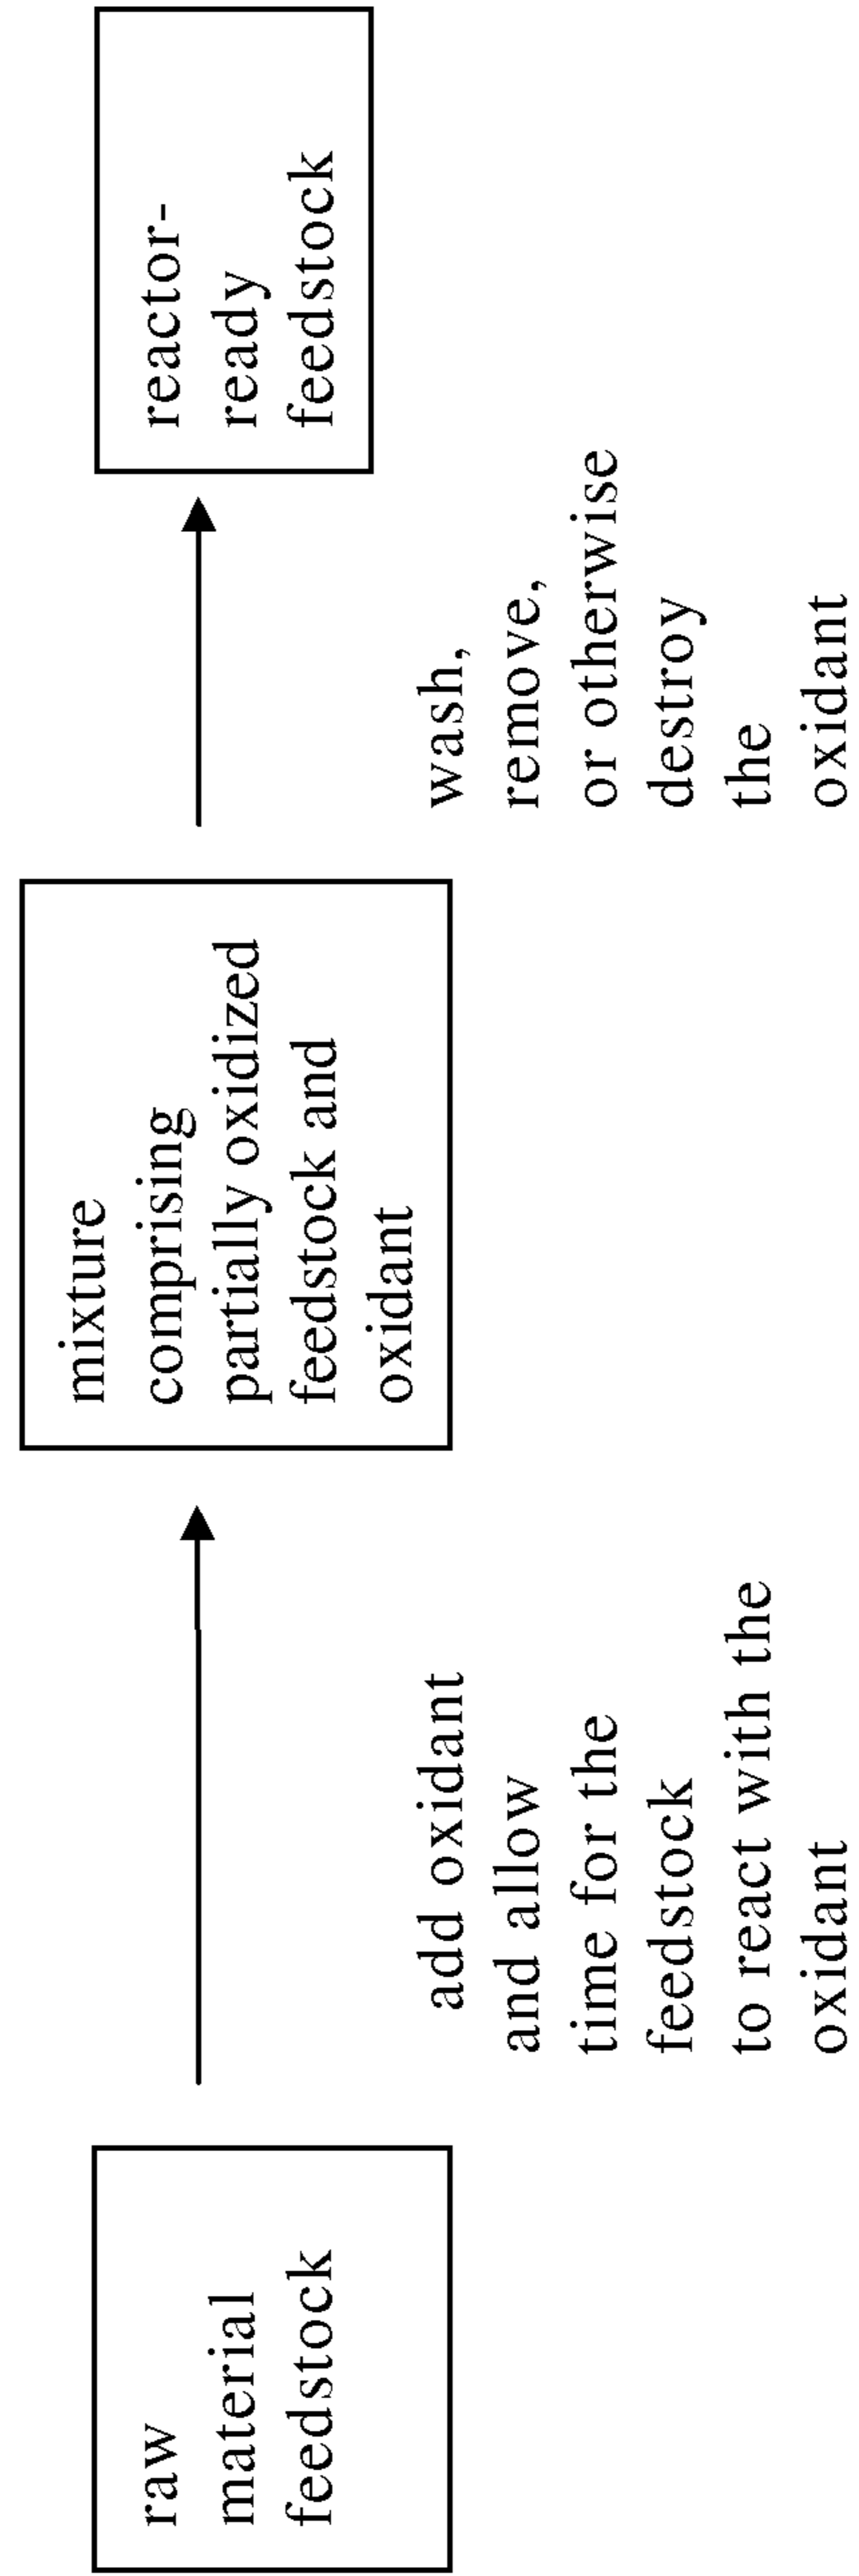 raw
material
feedstock
add oxidant
and allow
time for the
feedstock
to react with the
oxidant
mixture
comprising
partially oxidized
feedstock and
oxidant
wash,
remove,
or otherwise
destroy
the
oxidant
reactor-
ready
feedstock